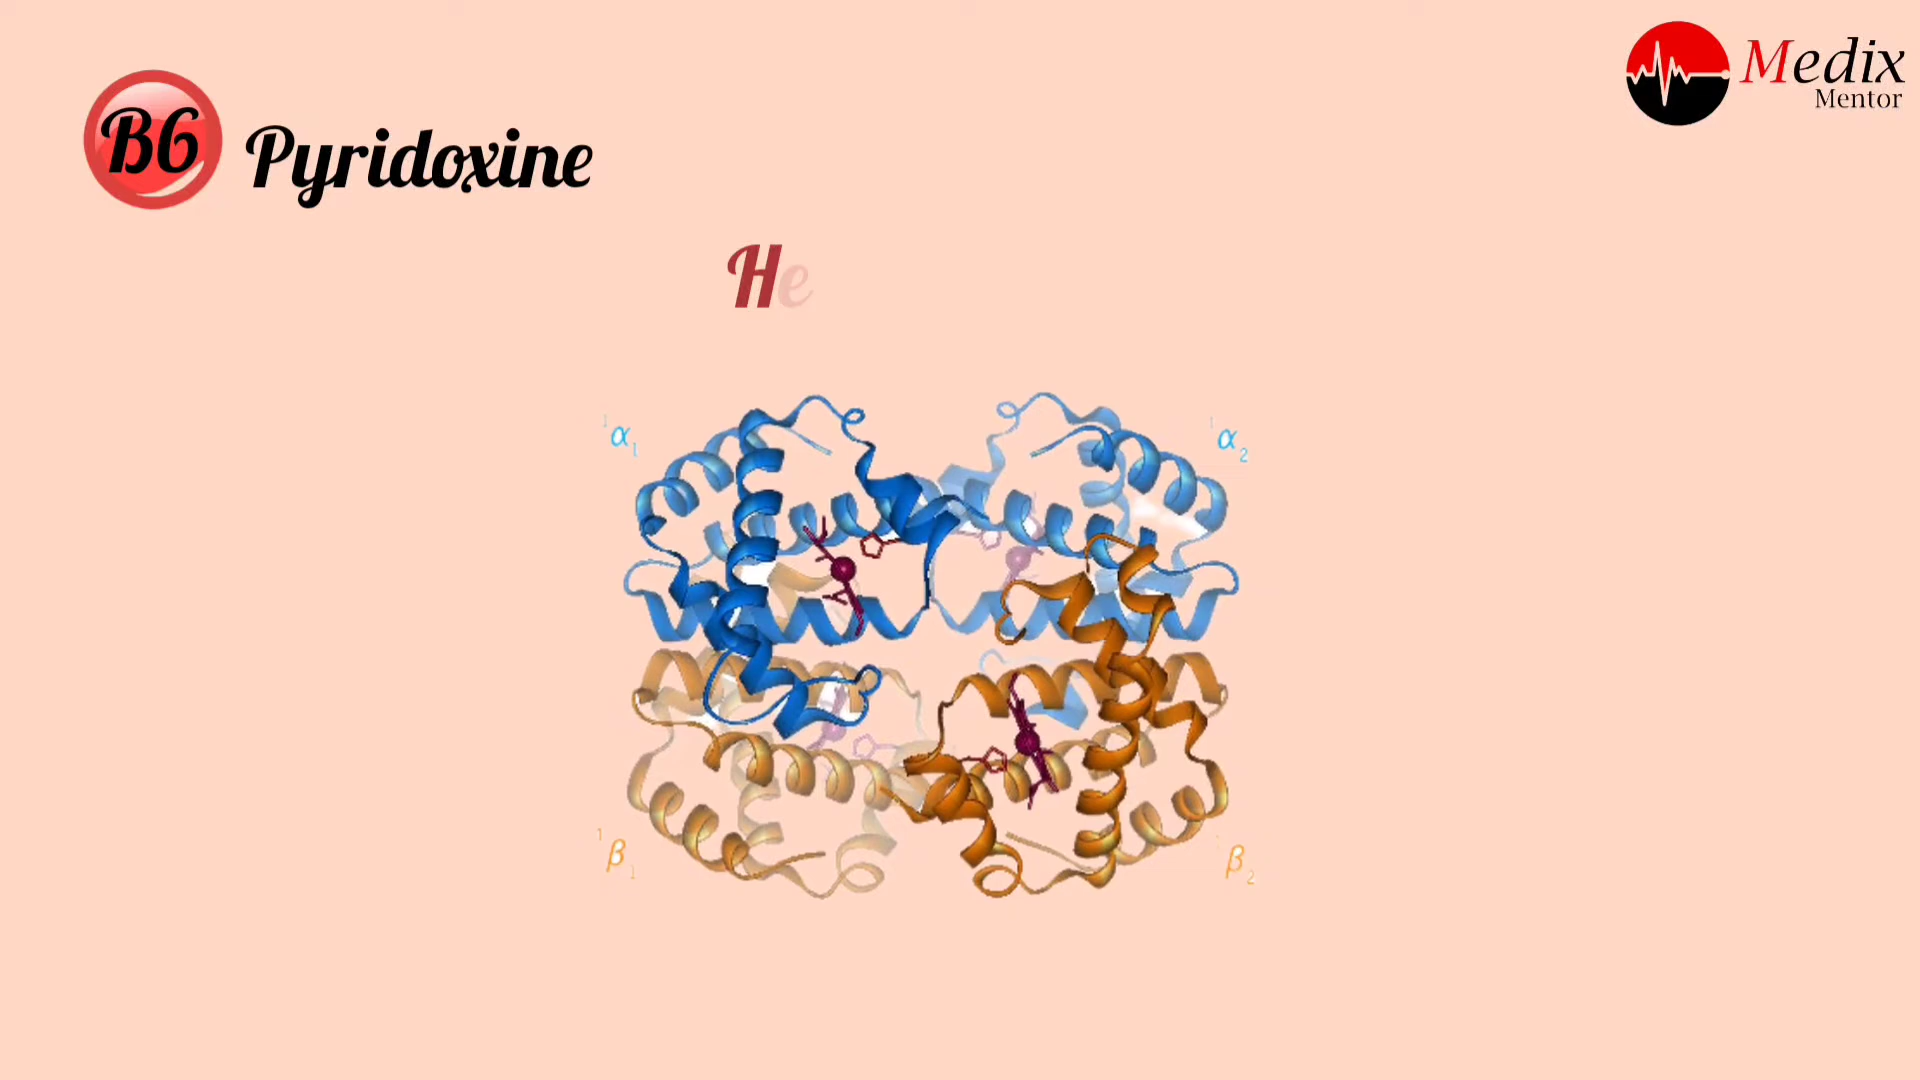 B6 Pyridoxine
Medix
Mentor
He
α1
α2
β1
β2